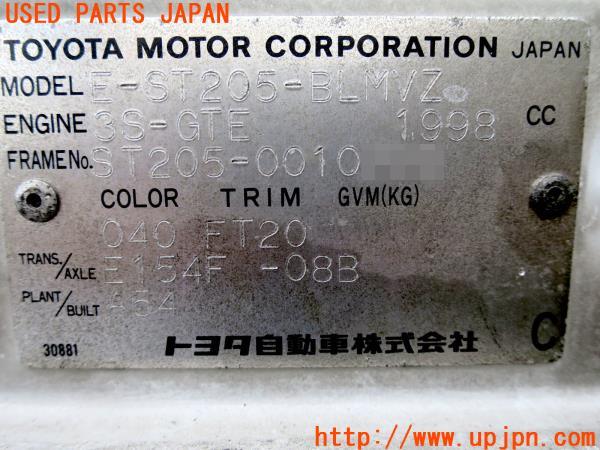 USED PARTS JAPAN
TOYOTA MOTOR CORPORATION JAPAN
MODEL E-ST205-BLMVZ
ENGINE 3S-GTE 1998 CC
FRAME No. ST205-0010
COLOR TRIM GVM(KG)
040 FT20
TRANS./AXLE E154F -08B
PLANT/BUILT A54
30881 トヨタ自動車株式会社 C
http://www.upjpn.com